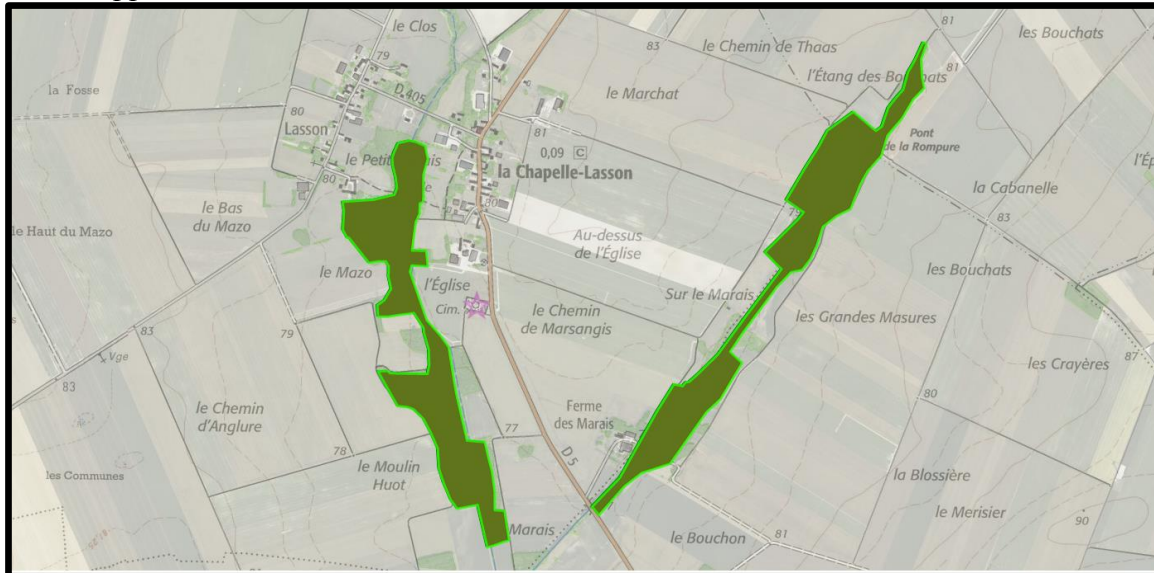 le Clos
81
les Bouchats
83
le Chemin de Thaas
79
81
l'Étang des Bouchats
la Fosse
D 405
le Marchat
80
Lasson
81
Pont
de la Rompure
0,09 C
la Chapelle-Lasson
80
la Cabanelle
le Bas
du Mazo
80
79
83
le Haut du Mazo
Au-dessus
de l'Église
le Mazo
les Bouchats
l'Église
Sur le Marais
Cim.
le Chemin
de Marsangis
les Grandes Masures
83
79
Vge
les Crayères
87
83
80
le Chemin
d'Anglure
Ferme
des Marais
77
D 5
78
les Communes
le Moulin
Huot
la Blossière
le Merisier
90
Marais
81
le Bouchon